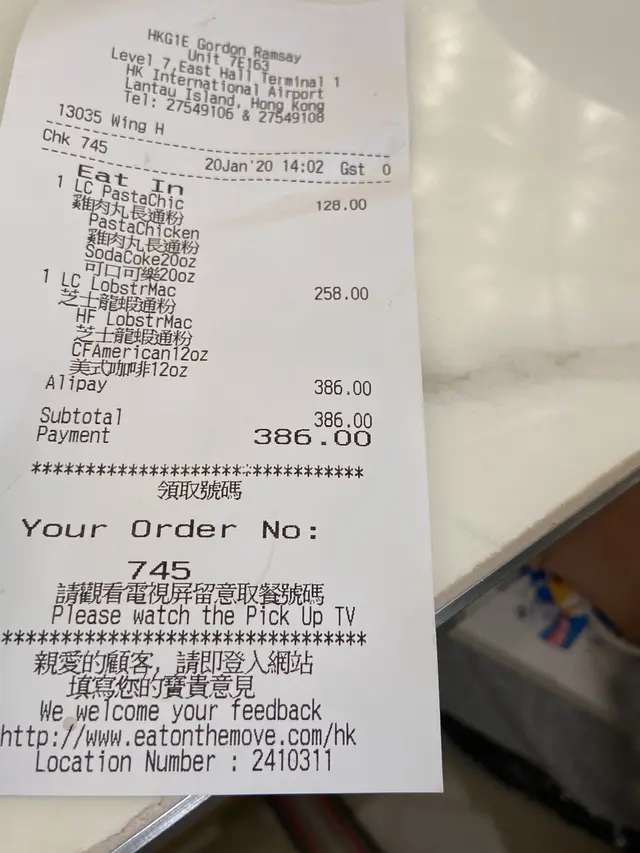 HKG1E Gordon Ramsay
Unit 7E163
Level 7,East Hall Terminal 1
HK International Airport
Lantau Island, Hong Kong
Tel: 27549106 & 27549108
13035 Wing H
Chk 745 20Jan'20 14:02 Gst 0
Eat In
1 LC PastaChic 128.00
雞肉丸長通粉
PastaChicken
雞肉丸長通粉
SodaCoke20oz
可口可樂20oz
1 LC LobstrMac 258.00
芝士龍蝦通粉
HF LobstrMac
芝士龍蝦通粉
CFAmerican12oz
美式咖啡12oz
Alipay 386.00
Subtotal 386.00
Payment 386.00
*************************************
領取號碼
Your Order No:
745
請觀看電視屏留意取餐號碼
Please watch the Pick Up TV
*************************************
親愛的顧客, 請即登入網站
填寫您的寶貴意見
We welcome your feedback
http://www.eatonthemove.com/hk
Location Number : 2410311